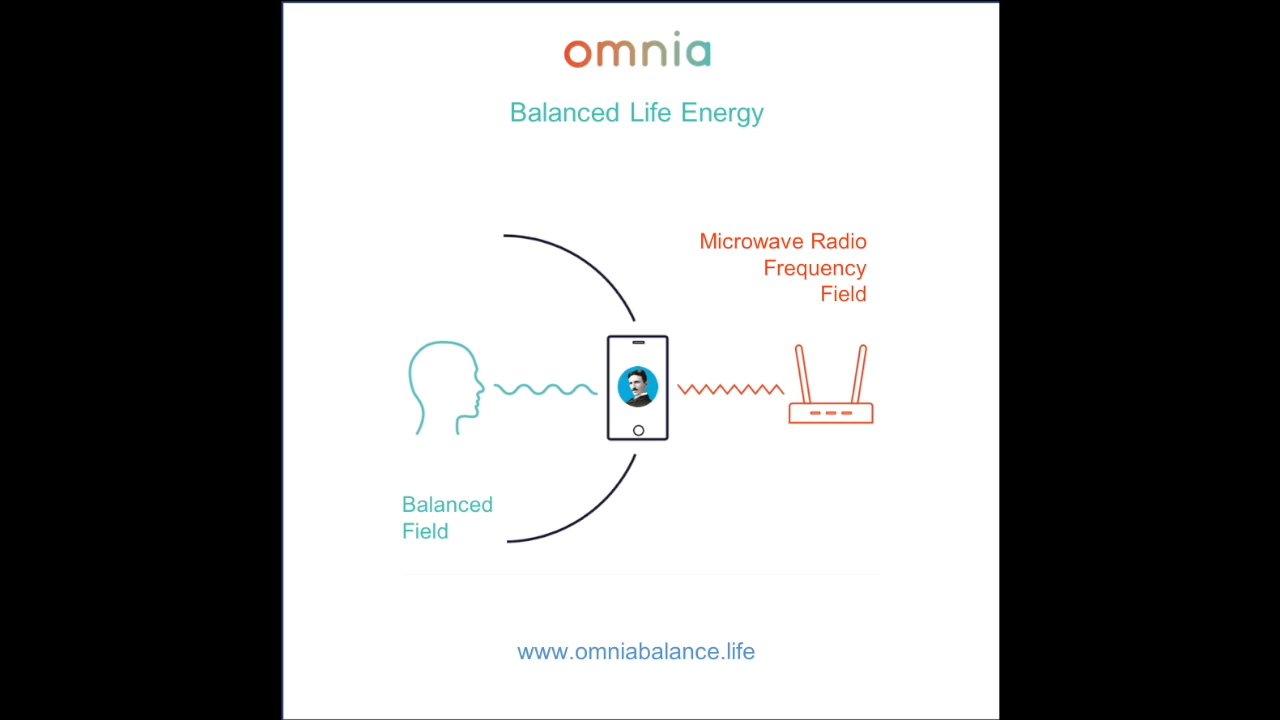 omnia
Balanced Life Energy
Microwave Radio
Frequency
Field
Balanced
Field
www.omniabalance.life